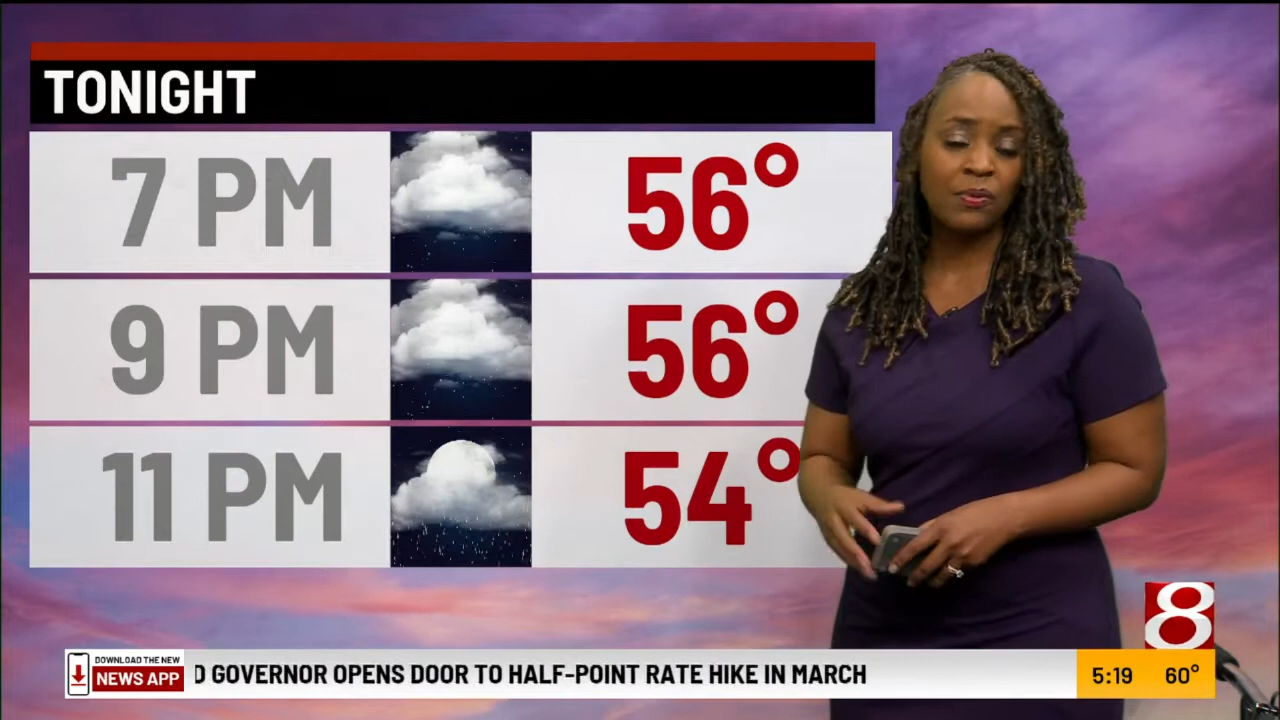 TONIGHT
7 PM 56°
9 PM 56°
11 PM 54°
8
DOWNLOAD THE NEW
NEWS APP
GOVERNOR OPENS DOOR TO HALF-POINT RATE HIKE IN MARCH
5:19 60°